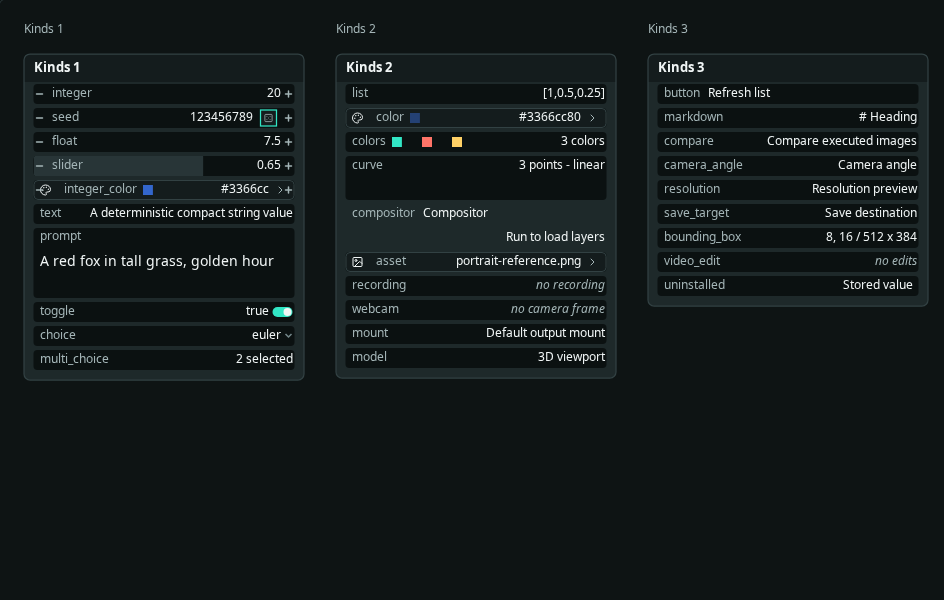 Kinds 1
Kinds 1
integer 20
seed 123456789
float 7.5
slider 0.65
integer_color #3366cc
text A deterministic compact string value
prompt
A red fox in tall grass, golden hour
toggle true
choice euler
multi_choice 2 selected
Kinds 2
Kinds 2
list [1,0.5,0.25]
color #3366cc80
colors 3 colors
curve 3 points - linear
compositor Compositor
Run to load layers
asset portrait-reference.png
recording no recording
webcam no camera frame
mount Default output mount
model 3D viewport
Kinds 3
Kinds 3
button Refresh list
markdown # Heading
compare Compare executed images
camera_angle Camera angle
resolution Resolution preview
save_target Save destination
bounding_box 8, 16 / 512 x 384
video_edit no edits
uninstalled Stored value